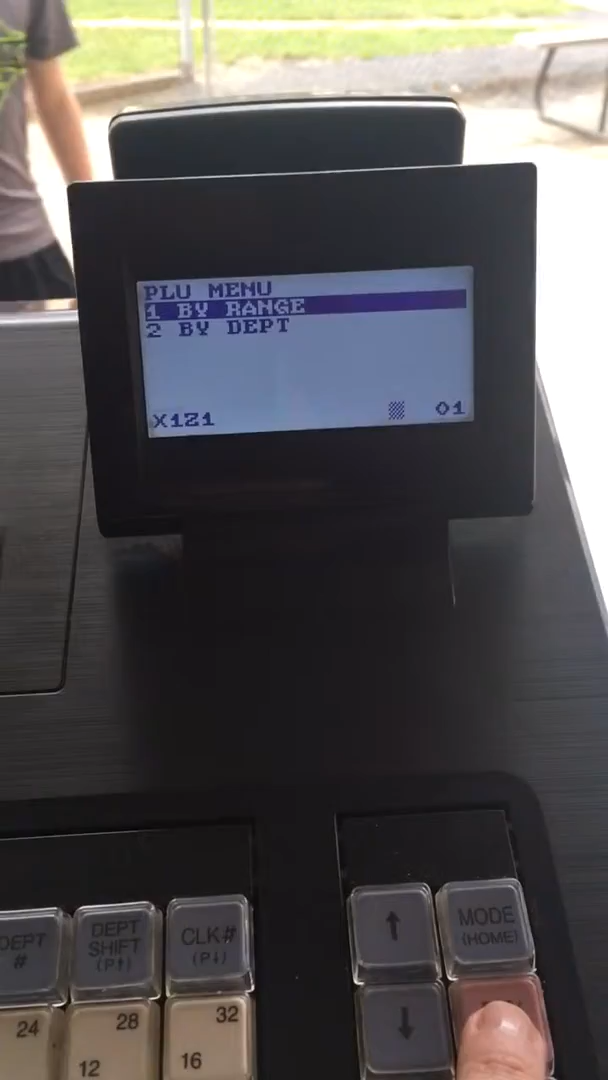 PLU MENU
1 BY RANGE
2 BY DEPT
X1Z1 01
DEPT
#
DEPT
SHIFT
(P↑)
CLK#
(P↓)
↑
MODE
(HOME)
↓
24
28
12
32
16